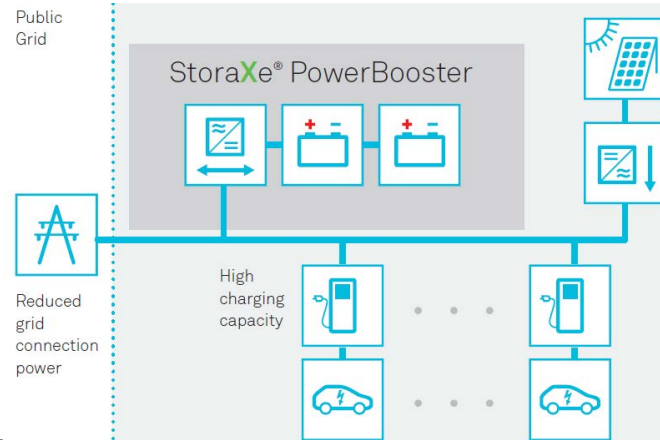 Public
Grid
StoraXe® PowerBooster
High
charging
capacity
Reduced
grid
connection
power